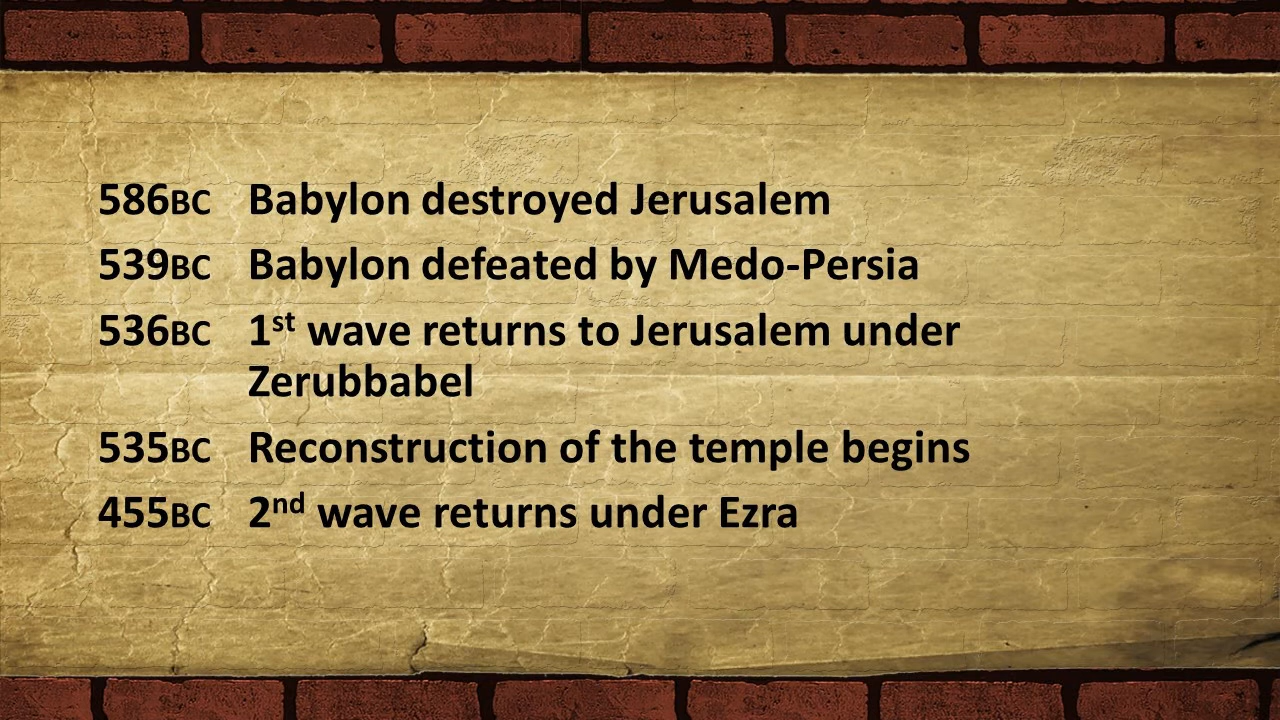 586BC Babylon destroyed Jerusalem
539BC Babylon defeated by Medo-Persia
536BC 1st wave returns to Jerusalem under
Zerubbabel
535BC Reconstruction of the temple begins
455BC 2nd wave returns under Ezra